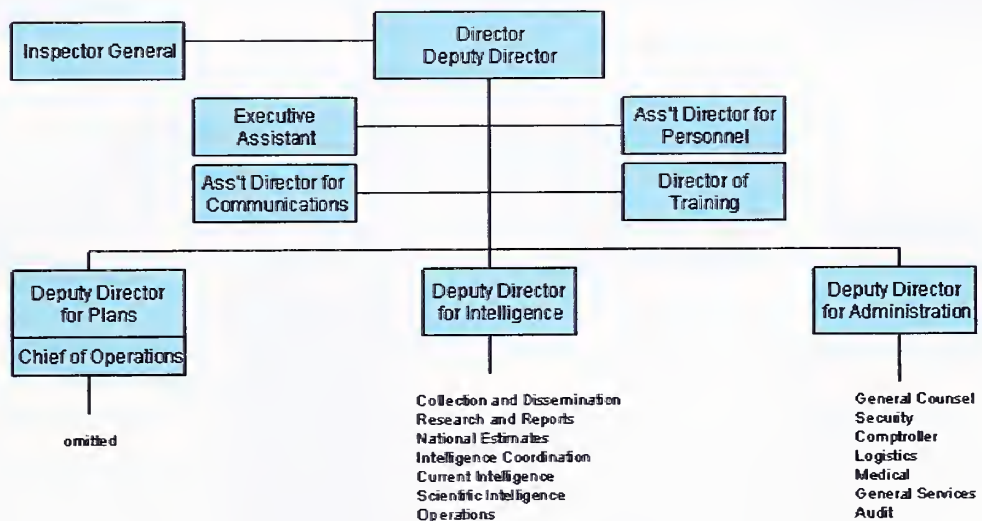 Inspector General
Director
Deputy Director
Executive
Assistant
Ass't Director for
Personnel
Ass't Director for
Communications
Director of
Training
Deputy Director
for Plans
Chief of Operations
omitted
Deputy Director
for Intelligence
Collection and Dissemination
Research and Reports
National Estimates
Intelligence Coordination
Current Intelligence
Scientific Intelligence
Operations
Deputy Director
for Administration
General Counsel
Security
Comptroller
Logistics
Medical
General Services
Audit